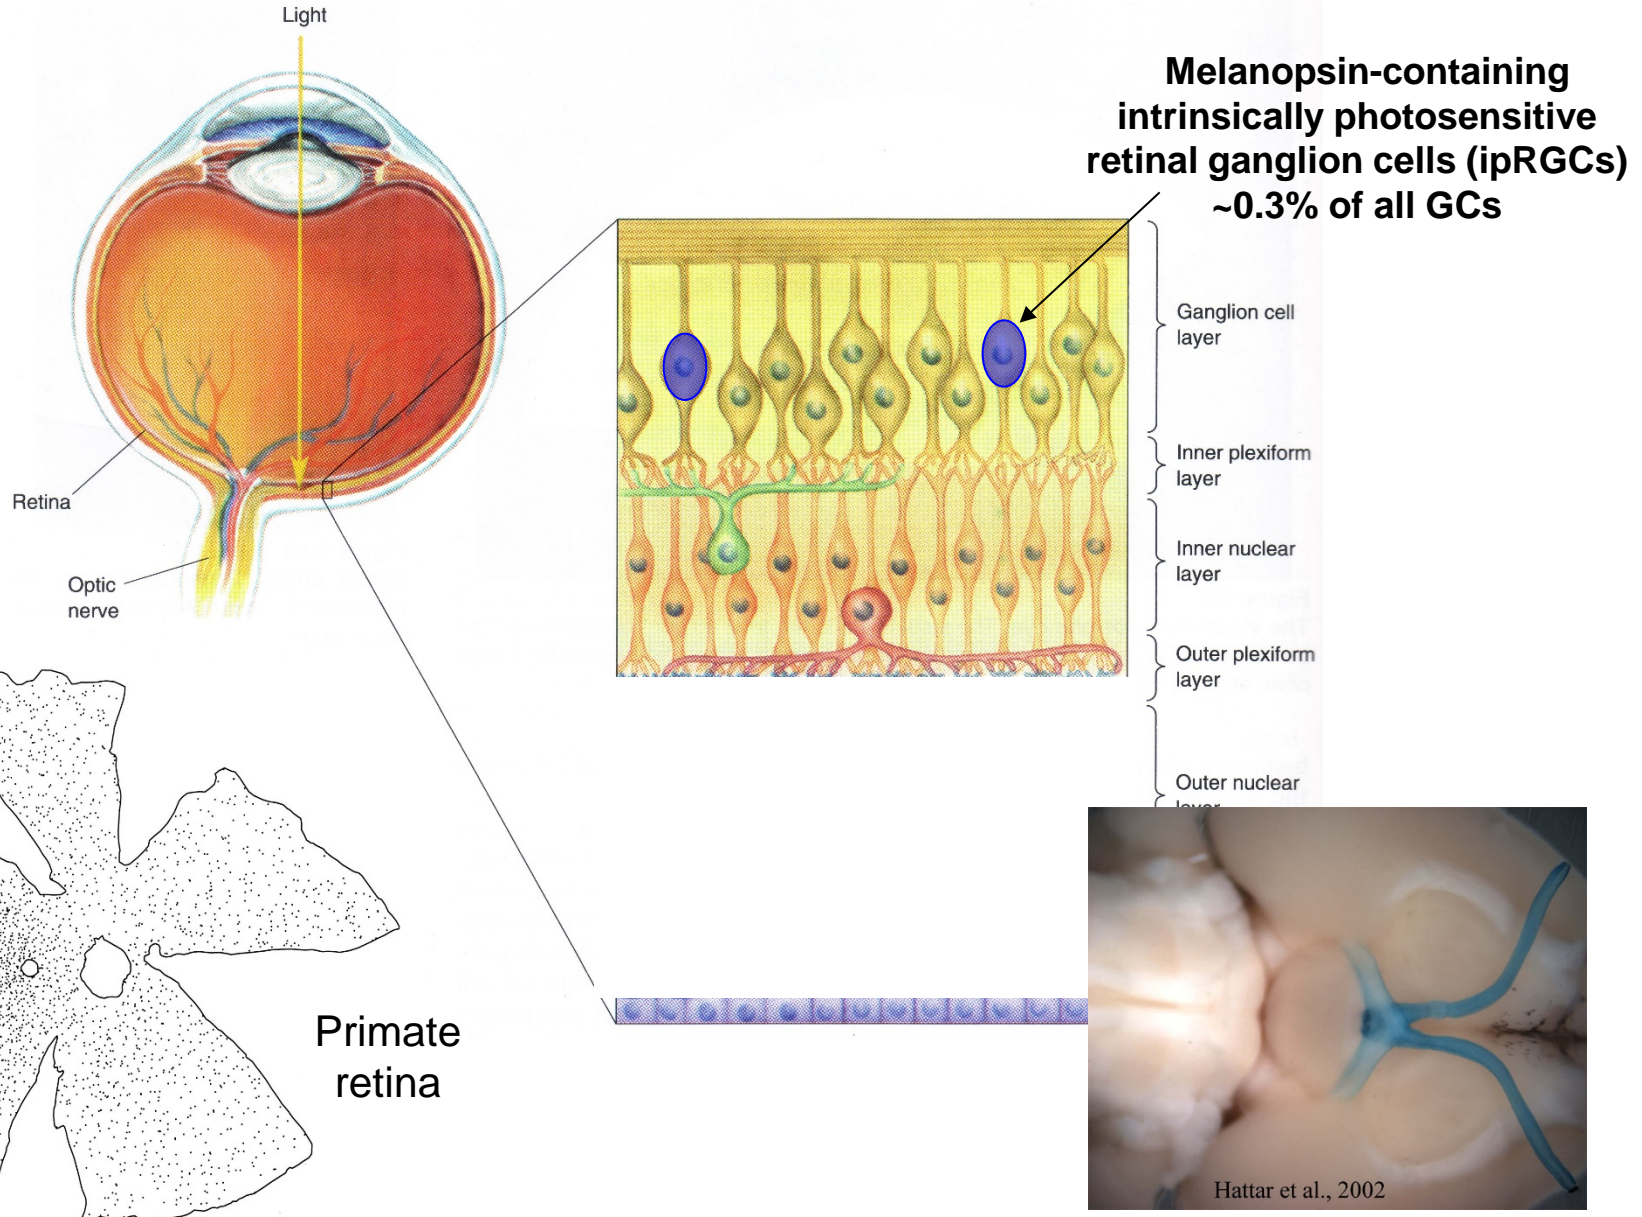 Light
Melanopsin-containing
intrinsically photosensitive
retinal ganglion cells (ipRGCs)
~0.3% of all GCs
Ganglion cell
layer
Inner plexiform
layer
Retina
Inner nuclear
layer
Optic
nerve
Outer plexiform
layer
Outer nuclear
layer
Primate
retina
Hattar et al., 2002